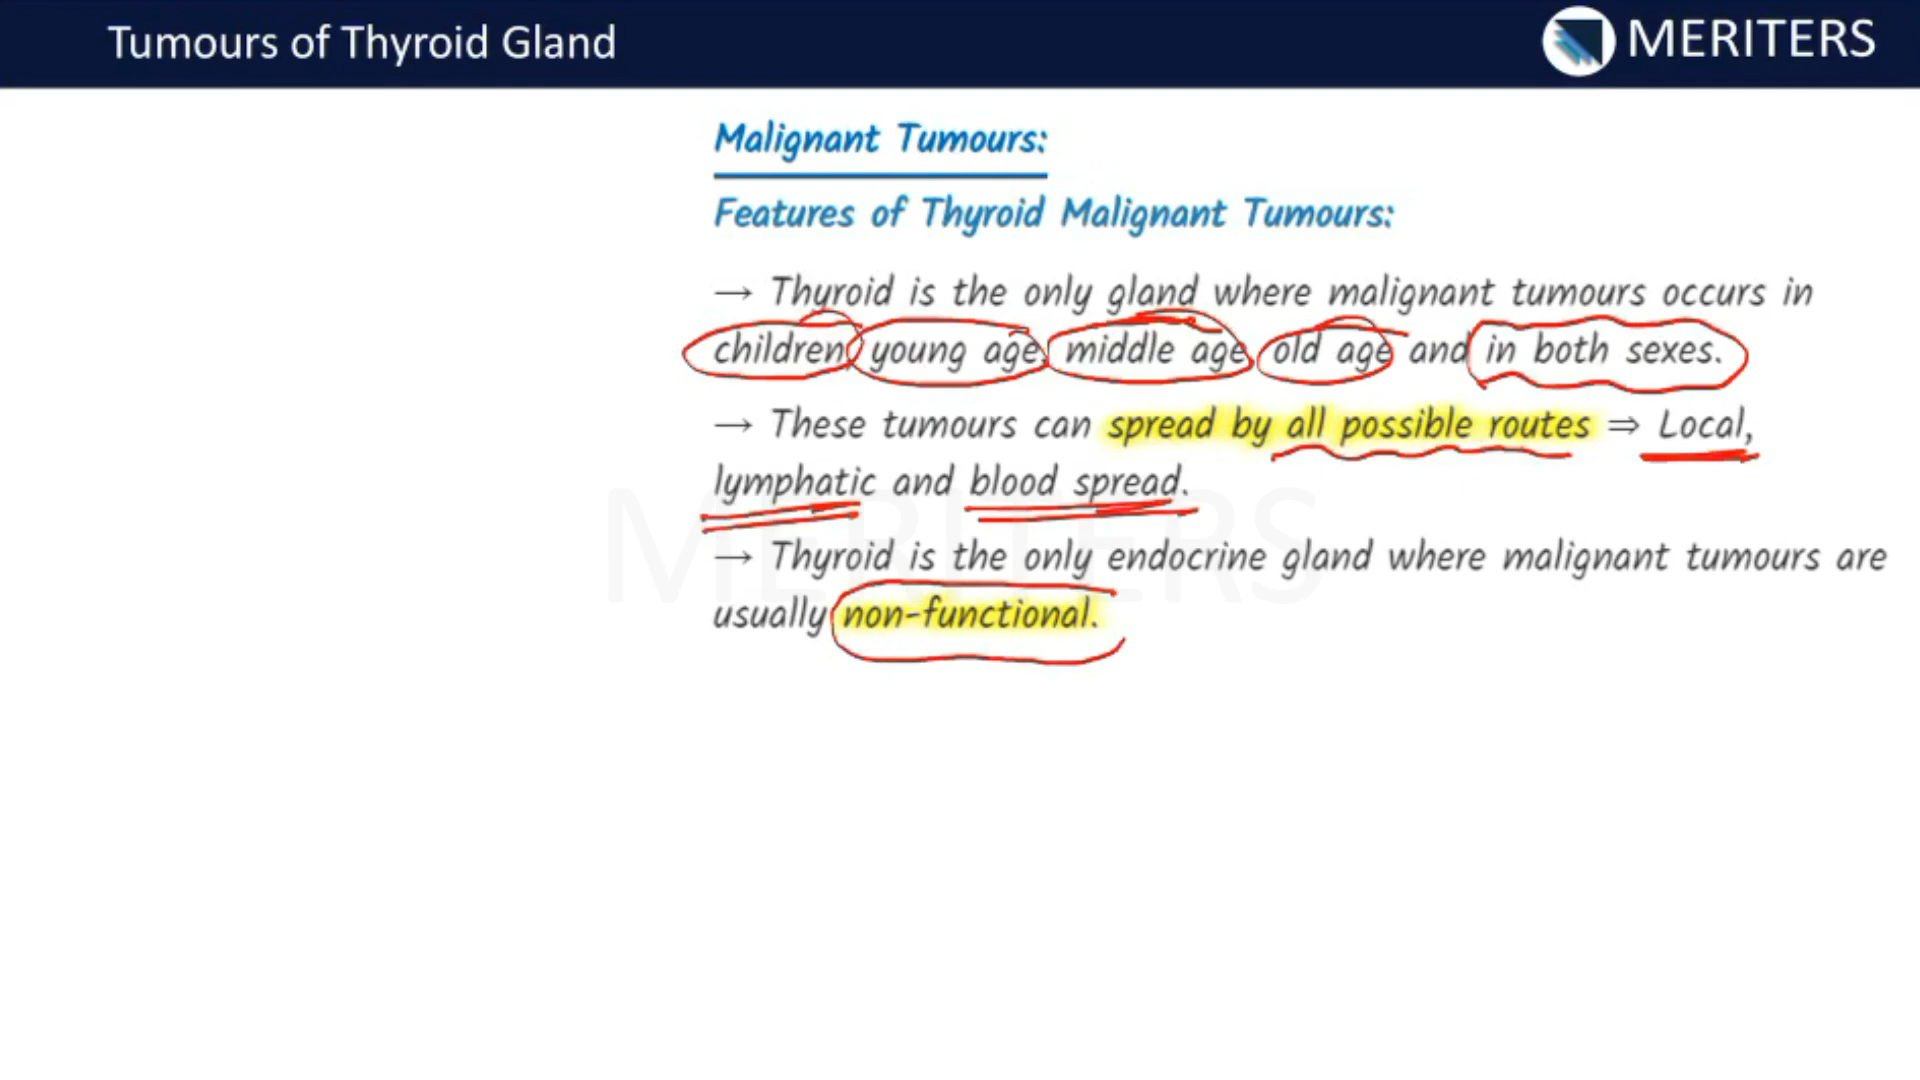 Tumours of Thyroid Gland
MERITERS
Malignant Tumours:
Features of Thyroid Malignant Tumours:
→ Thyroid is the only gland where malignant tumours occurs in
children, young age, middle age, old age and in both sexes.
→ These tumours can spread by all possible routes ⇒ Local,
lymphatic and blood spread.
MERITERS
→ Thyroid is the only endocrine gland where malignant tumours are
usually non-functional.